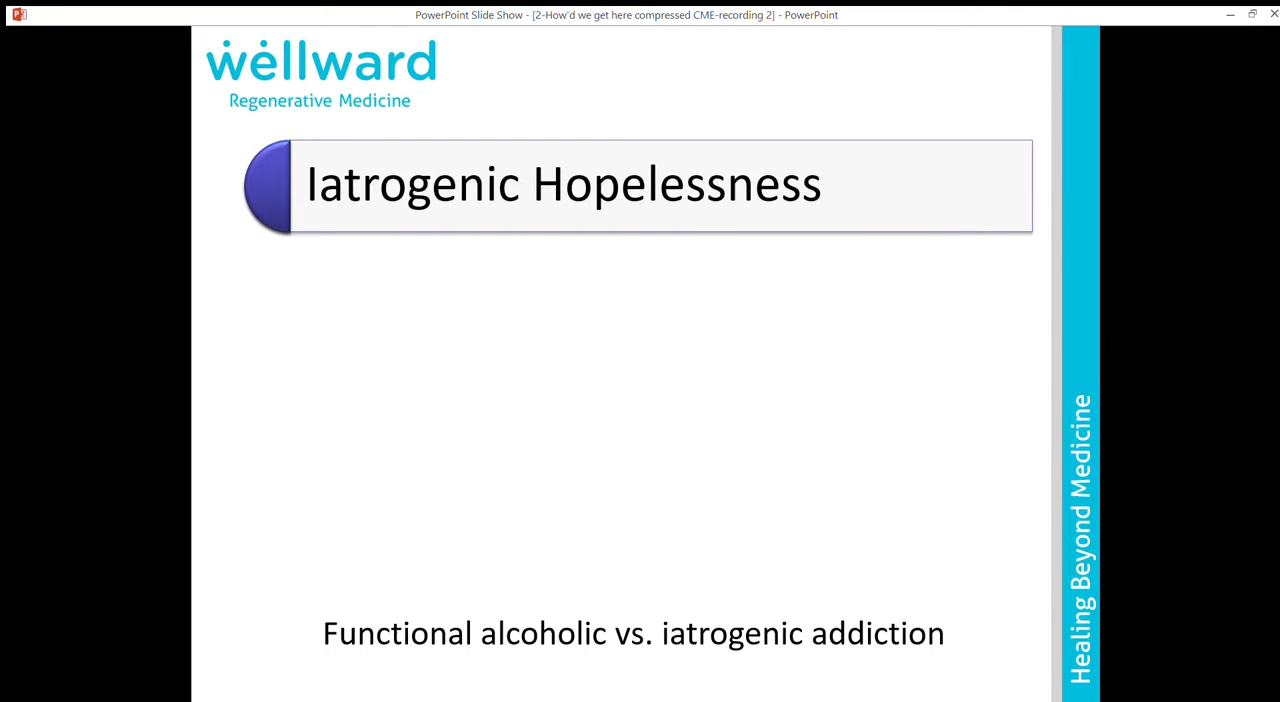 PowerPoint Slide Show - [2-How'd we get here compressed CME-recording 2] - PowerPoint
wellward
Regenerative Medicine
Iatrogenic Hopelessness
Functional alcoholic vs. iatrogenic addiction
Healing Beyond Medicine